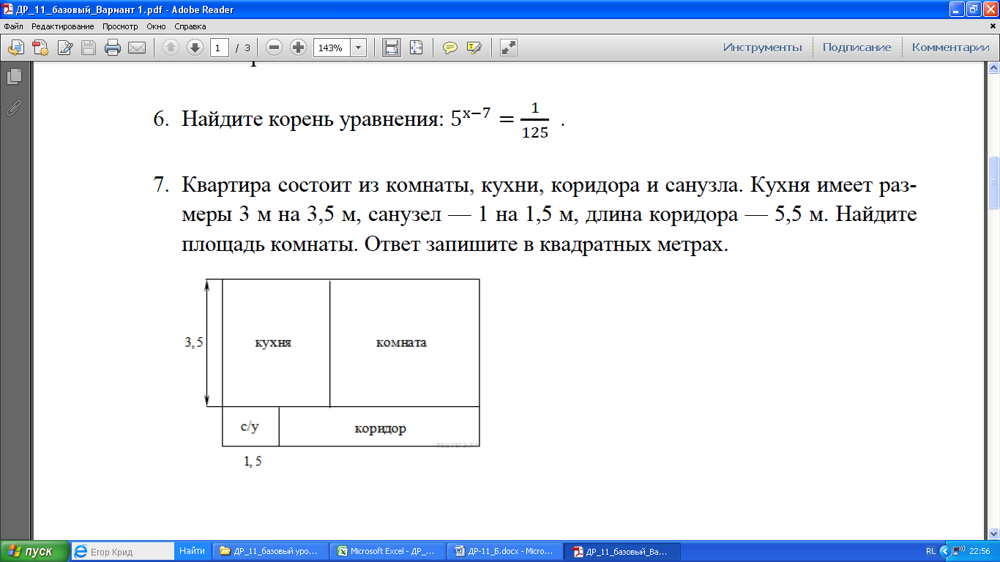 ДР_11_базовый_Вариант 1.pdf - Adobe Reader
Файл Редактирование Просмотр Окно Справка
1 / 3 143% Инструменты Подписание Комментарии
6. Найдите корень уравнения: 5^{x−7} = 1/125 .
7. Квартира состоит из комнаты, кухни, коридора и санузла. Кухня имеет раз-
меры 3 м на 3,5 м, санузел — 1 на 1,5 м, длина коридора — 5,5 м. Найдите
площадь комнаты. Ответ запишите в квадратных метрах.
3,5 кухня комната
с/у коридор
1,5
пуск Егор Крид Найти ДР_11_базовый уро... Microsoft Excel - ДР_... ДР-11_Б.docx - Micro... ДР_11_базовый_Ва... RL 22:56